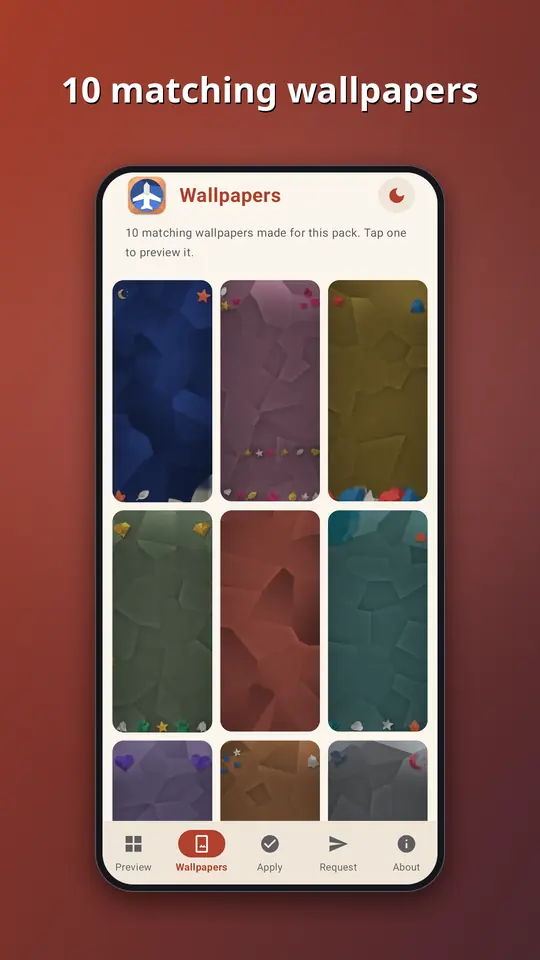 10 matching wallpapers
Wallpapers
10 matching wallpapers made for this pack. Tap one
to preview it.
Preview
Wallpapers
Apply
Request
About